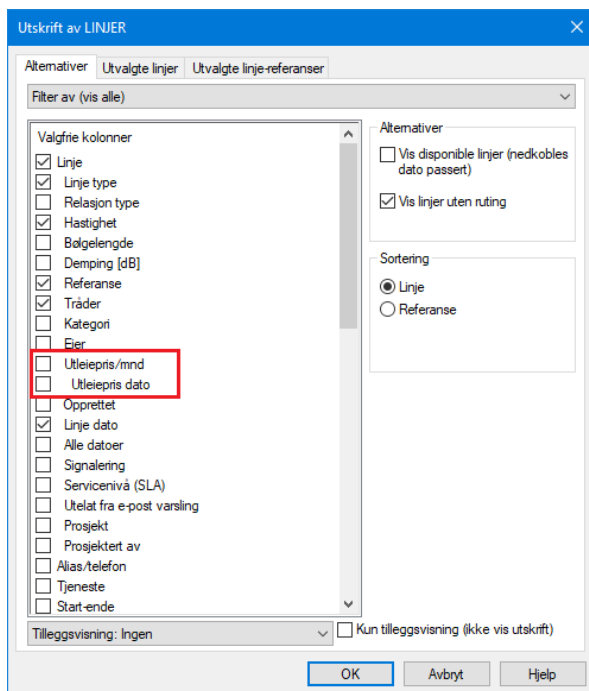 Utskrift av LINJER
Alternativer Utvalgte linjer Utvalgte linje-referanser
Filter av (vis alle)
Valgfrie kolonner
Linje
Linje type
Relasjon type
Hastighet
Bølgelengde
Demping [dB]
Referanse
Tråder
Kategori
Eier
Utleiepris/mnd
Utleiepris dato
Opprettet
Linje dato
Alle datoer
Signalering
Servicenivå (SLA)
Utelat fra e-post varsling
Prosjekt
Prosjektert av
Alias/telefon
Tjeneste
Start-ende
Alternativer
Vis disponible linjer (nedkobles
dato passert)
Vis linjer uten ruting
Sortering
Linje
Referanse
Tilleggsvisning: Ingen
Kun tilleggsvisning (ikke vis utskrift)
OK Avbryt Hjelp